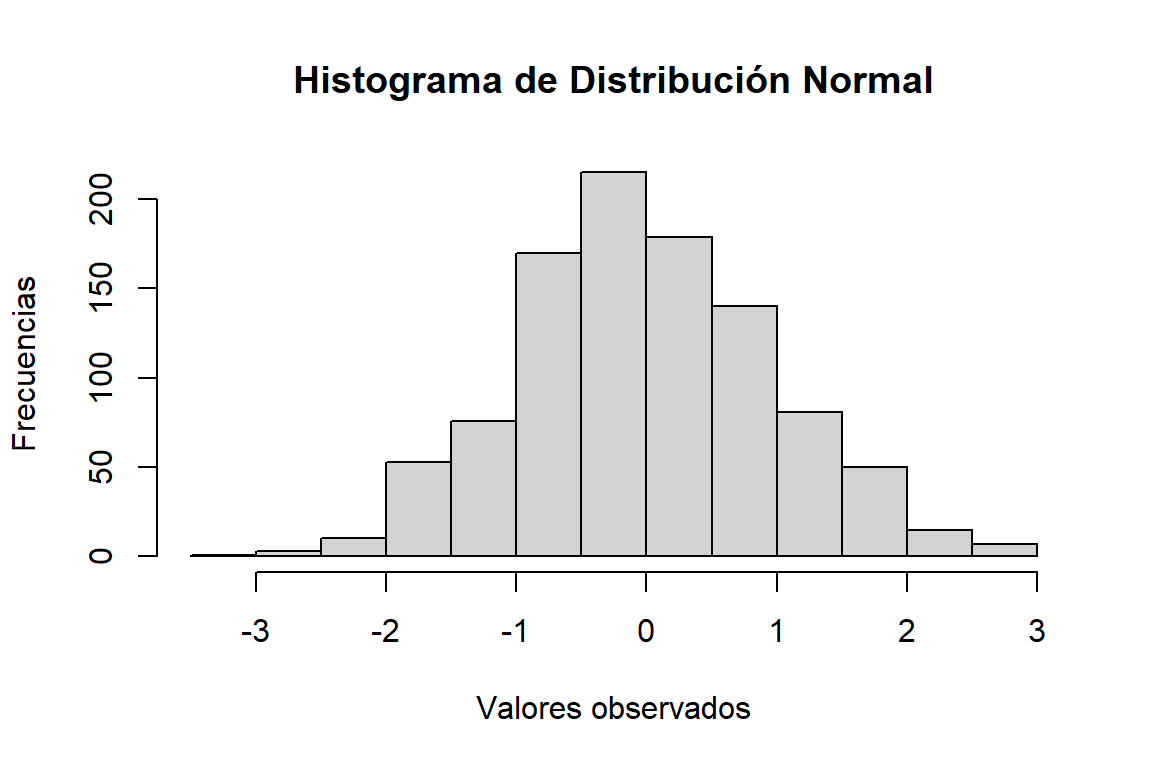 Histograma de Distribución Normal
Frecuencias
200
150
100
50
0
-3 -2 -1 0 1 2 3
Valores observados